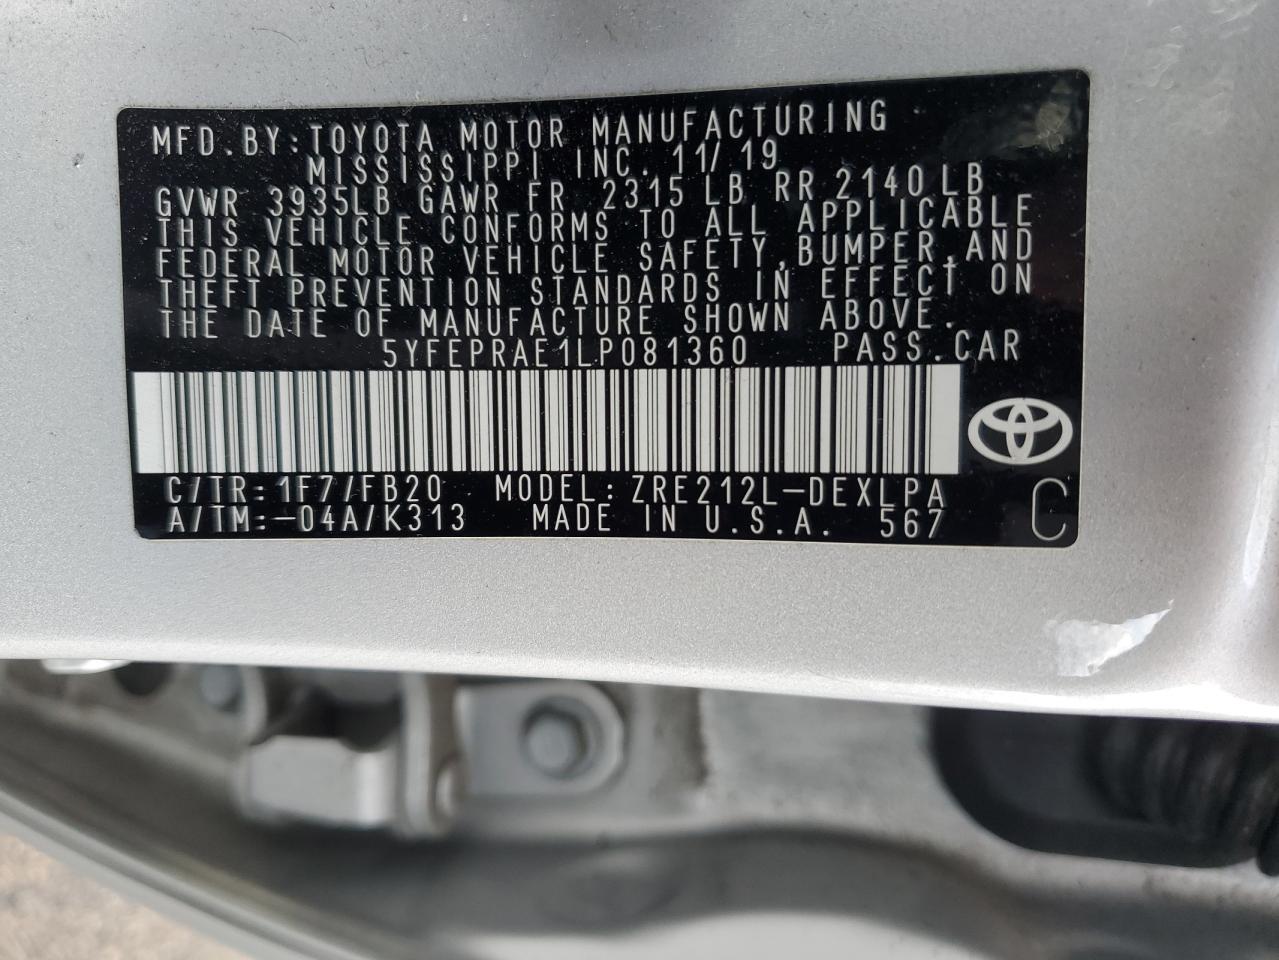 MFD.BY:TOYOTA MOTOR MANUFACTURING
MISSISSIPPI INC. 11/19
GVWR 3935LB GAWR FR 2315 LB RR 2140 LB
THIS VEHICLE CONFORMS TO ALL APPLICABLE
FEDERAL MOTOR VEHICLE SAFETY,BUMPER,AND
THEFT PREVENTION STANDARDS IN EFFECT ON
THE DATE OF MANUFACTURE SHOWN ABOVE.
5YFEPRAE1LP081360 PASS.CAR
C/TR:1F7/FB20 MODEL:ZRE212L-DEXLPA
A/TM:-04A/K313 MADE IN U.S.A. 567 C